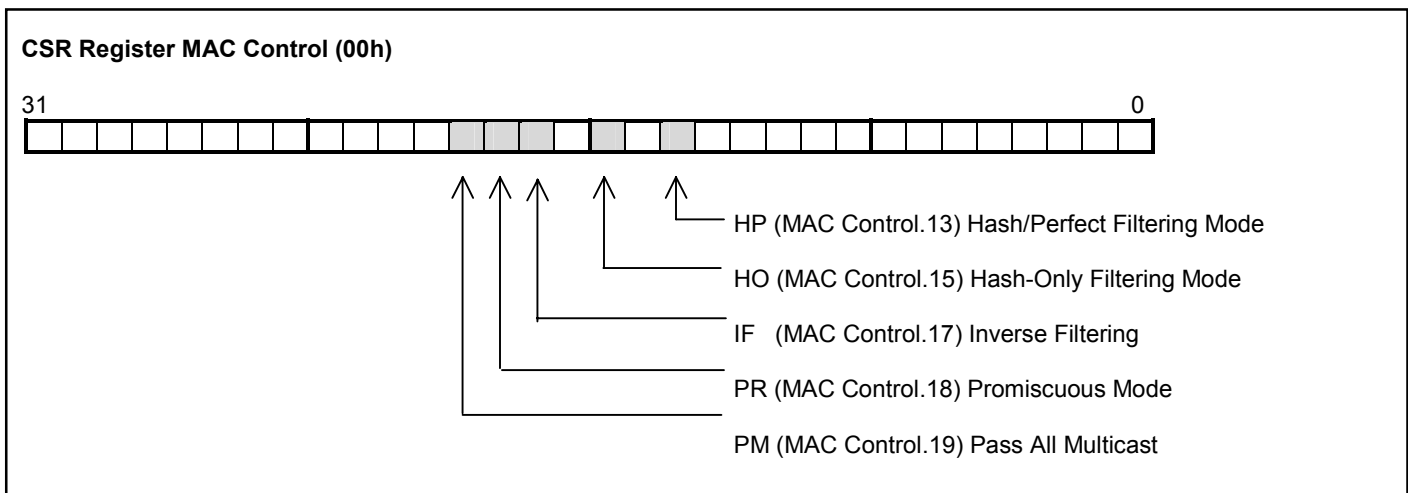 CSR Register MAC Control (00h)
31 0
HP (MAC Control.13) Hash/Perfect Filtering Mode
HO (MAC Control.15) Hash-Only Filtering Mode
IF (MAC Control.17) Inverse Filtering
PR (MAC Control.18) Promiscuous Mode
PM (MAC Control.19) Pass All Multicast